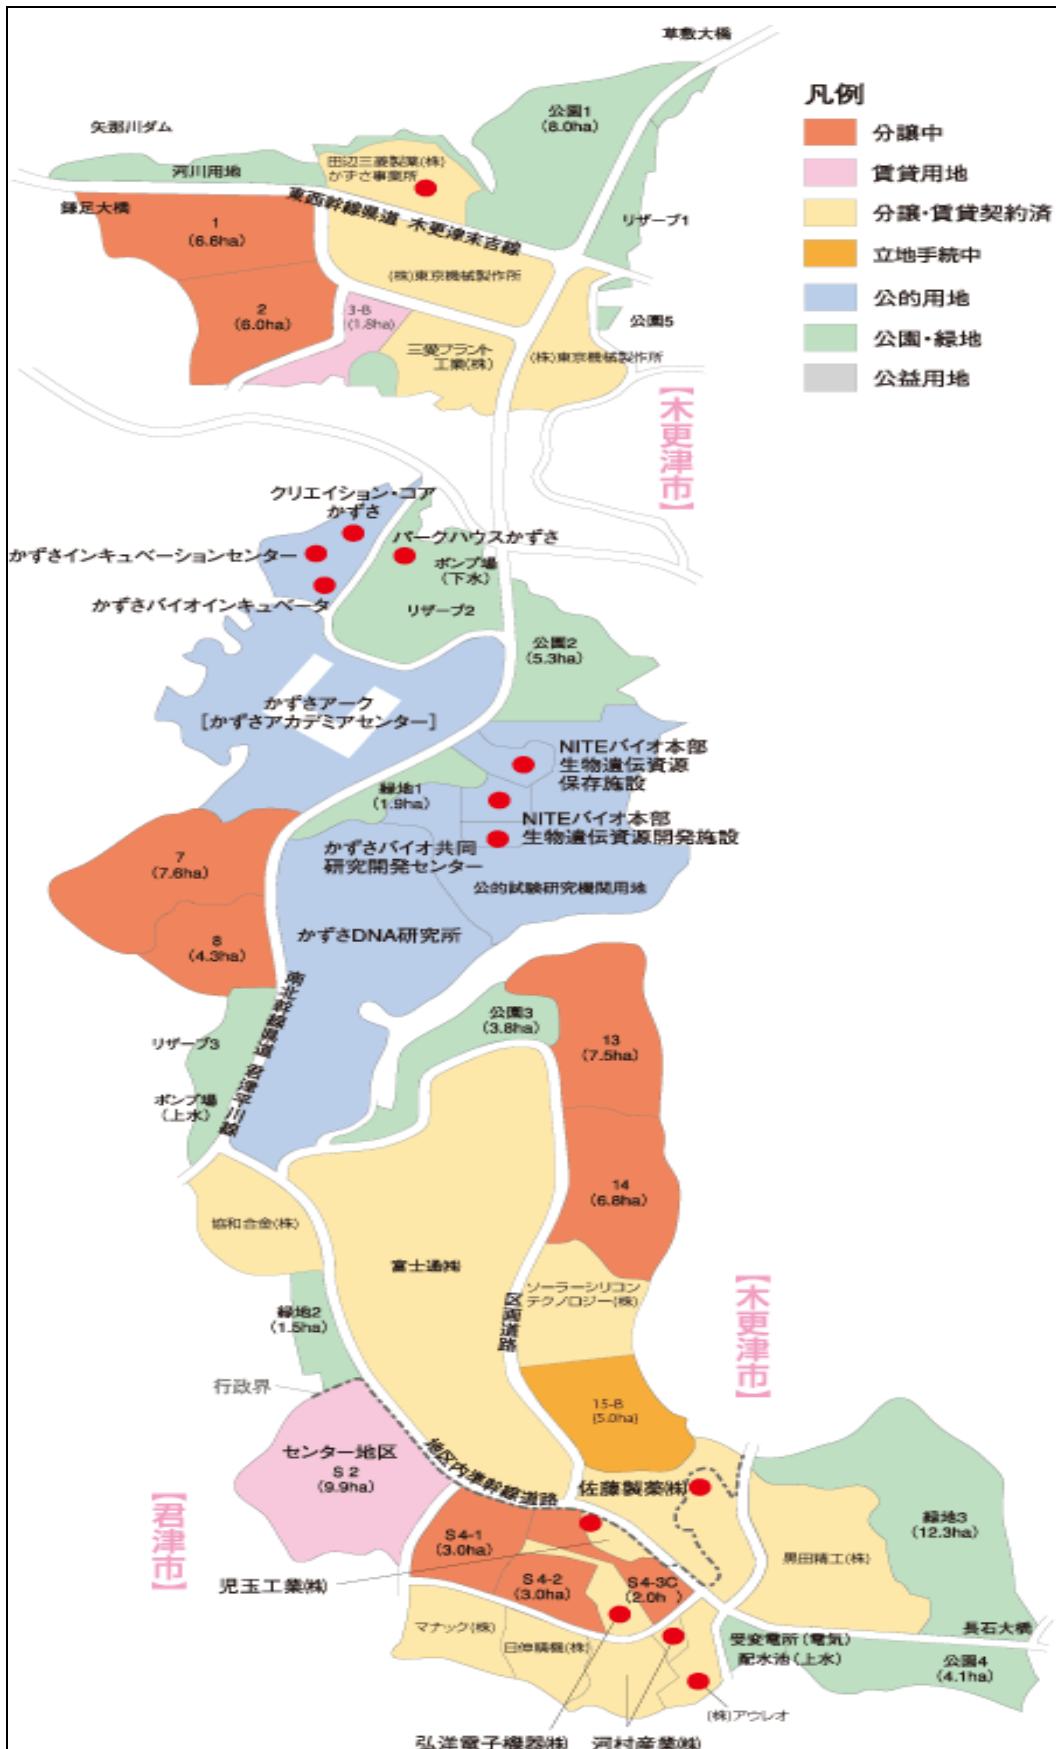 草敷大橋
凡例
分譲中
賃貸用地
分譲・賃貸契約済
立地手続中
公的用地
公園・緑地
公益用地
矢那川ダム
公園1
(8.0ha)
河川用地
田辺三菱製薬(株)
かずさ事業所
鎌足大橋
東西幹線県道 木更津末吉線
リザーブ1
1
(6.6ha)
(株)東京機械製作所
2
(6.0ha)
3-B
(1.8ha)
公園5
三愛プラント
工業(株)
(株)東京機械製作所
【木更津市】
クリエイション・コア
かずさ
かずさインキュベーションセンター
パークハウスかずさ
ポンプ場
(下水)
かずさバイオインキュベータ
リザーブ2
公園2
(5.3ha)
かずさアーク
[かずさアカデミアセンター]
NITEバイオ本部
生物遺伝資源
保存施設
緑地1
(1.9ha)
NITEバイオ本部
生物遺伝資源開発施設
かずさバイオ共同
研究開発センター
公的試験研究機関用地
7
(7.6ha)
8
(4.3ha)
かずさDNA研究所
南北幹線県道 君津平川線
公園3
(3.8ha)
13
(7.5ha)
リザーブ3
ポンプ場
(上水)
14
(6.8ha)
協和合金(株)
富士通㈱
ソーラーシリコン
テクノロジー(株)
区画道路
緑地2
(1.5ha)
【木更津市】
行政界
15-B
(5.0ha)
センター地区
S 2
(9.9ha)
地区内準幹線道路
佐藤製薬㈱
【君津市】
S 4-1
(3.0ha)
緑地3
(12.3ha)
黒田精工(株)
児玉工業㈱
S 4-2
(3.0ha)
S4-3C
(2.0h )
マナック(株)
日伸精機(株)
受変電所(電気)
配水池(上水)
長石大橋
公園4
(4.1ha)
(株)アウレオ
弘洋電子機器㈱
河村産業㈱